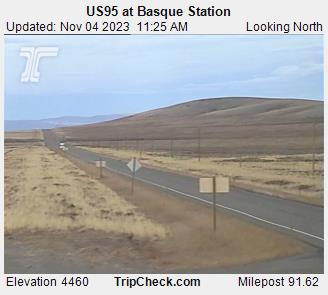 US95 at Basque Station
Updated: Nov 04 2023 11:25 AM Looking North
Elevation 4460 TripCheck.com Milepost 91.62